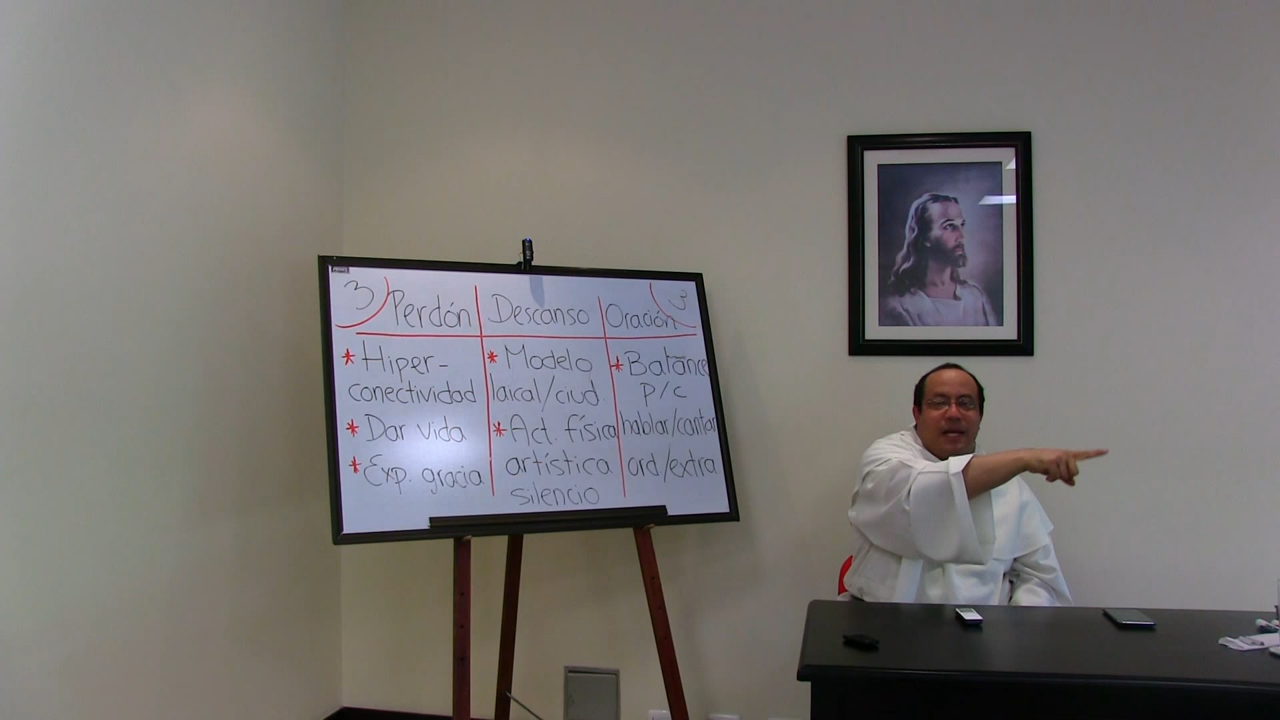 3 Perdón Descanso Oración 3
* Hiper- * Modelo * Balance
conectividad laical/ciud. p/c
* Dar vida * Act. física hablar/cantar
* Exp. gracia artística ord/extra
silencio